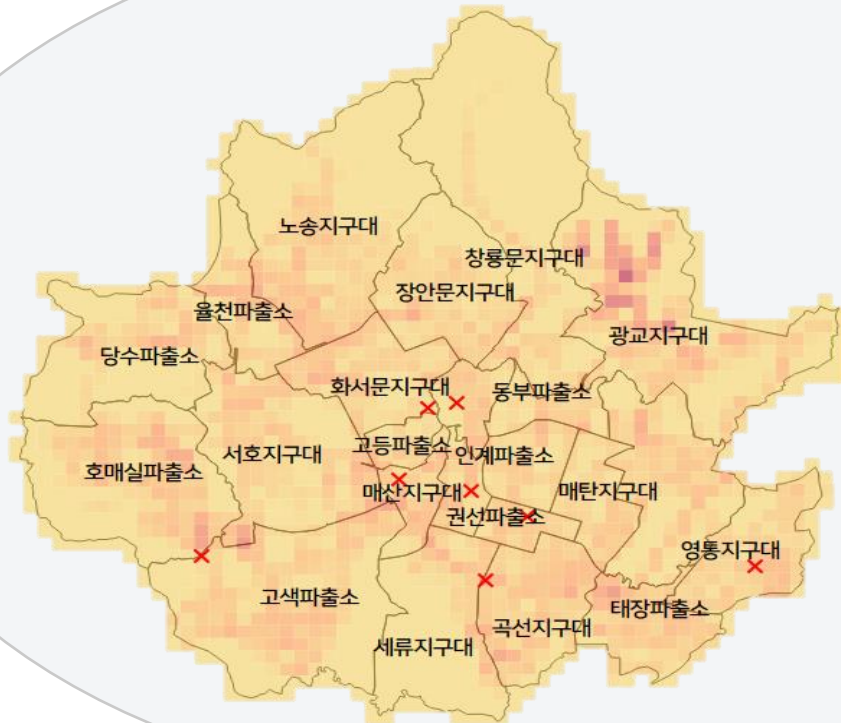 노송지구대
창룡문지구대
장안문지구대
율천파출소
광교지구대
당수파출소
화서문지구대
동부파출소
고등파출소
서호지구대
인계파출소
호매실파출소
매산지구대
매탄지구대
권선파출소
영통지구대
고색파출소
태장파출소
곡선지구대
세류지구대